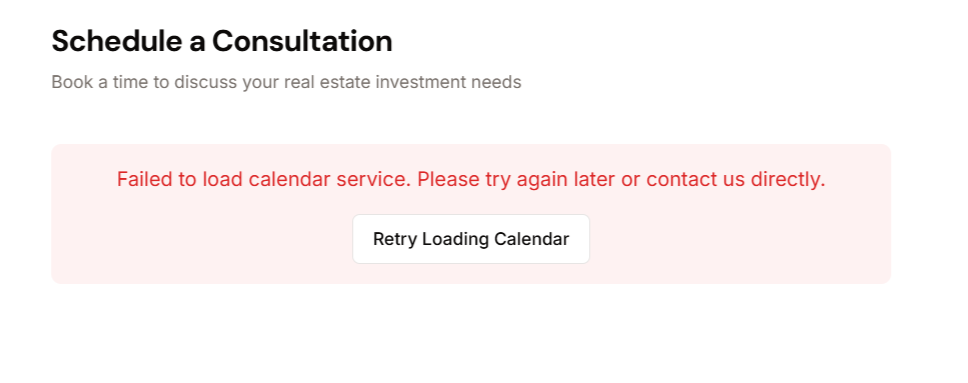 Schedule a Consultation
Book a time to discuss your real estate investment needs
Failed to load calendar service. Please try again later or contact us directly.
Retry Loading Calendar